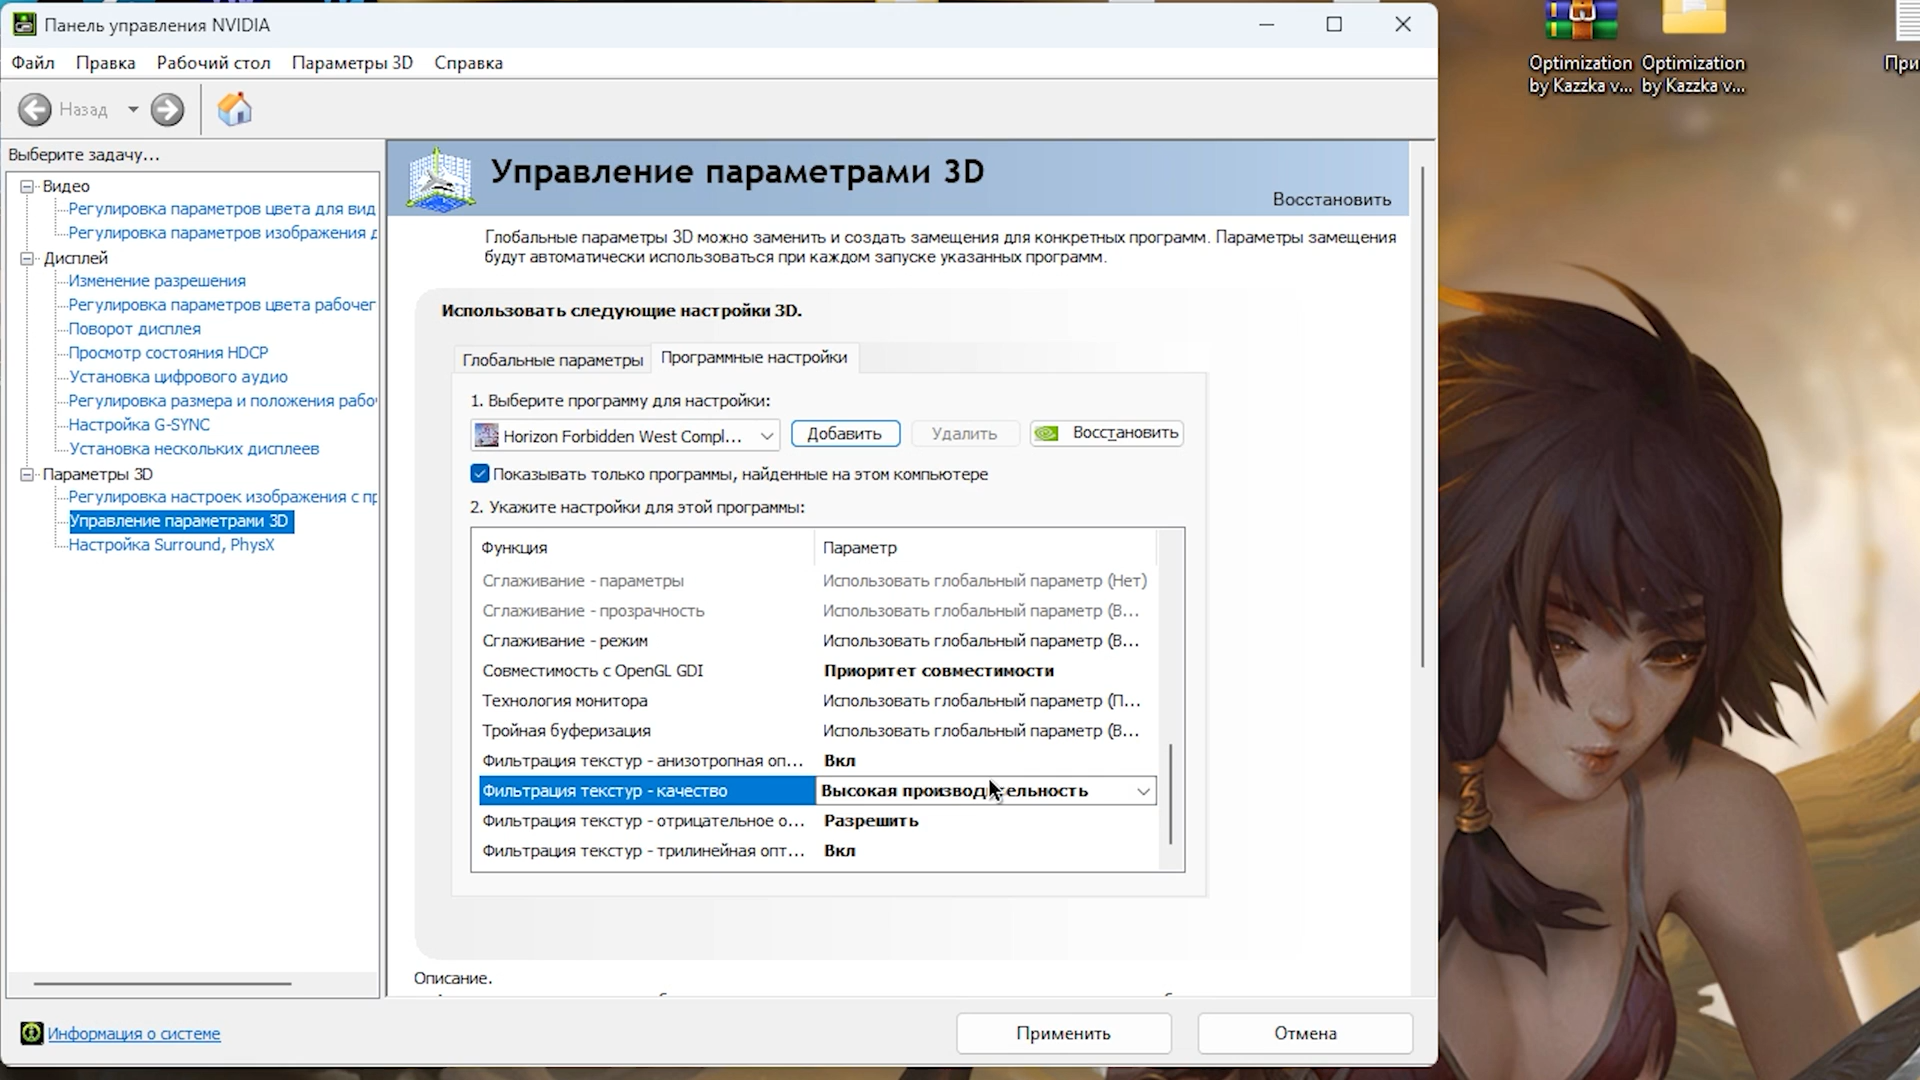 Панель управления NVIDIA
Файл Правка Рабочий стол Параметры 3D Справка
Назад
Выберите задачу...
Видео
Регулировка параметров цвета для вид
Регулировка параметров изображения д
Дисплей
Изменение разрешения
Регулировка параметров цвета рабочег
Поворот дисплея
Просмотр состояния HDCP
Установка цифрового аудио
Регулировка размера и положения рабо
Настройка G-SYNC
Установка нескольких дисплеев
Параметры 3D
Регулировка настроек изображения с пр
Управление параметрами 3D
Настройка Surround, PhysX
Информация о системе
Управление параметрами 3D
Восстановить
Глобальные параметры 3D можно заменить и создать замещения для конкретных программ. Параметры замещения
будут автоматически использоваться при каждом запуске указанных программ.
Использовать следующие настройки 3D.
Глобальные параметры Программные настройки
1. Выберите программу для настройки:
Horizon Forbidden West Compl... Добавить Удалить Восстановить
Показывать только программы, найденные на этом компьютере
2. Укажите настройки для этой программы:
Функция Параметр
Сглаживание - параметры Использовать глобальный параметр (Нет)
Сглаживание - прозрачность Использовать глобальный параметр (В...
Сглаживание - режим Использовать глобальный параметр (В...
Совместимость с OpenGL GDI Приоритет совместимости
Технология монитора Использовать глобальный параметр (П...
Тройная буферизация Использовать глобальный параметр (В...
Фильтрация текстур - анизотропная оп... Вкл
Фильтрация текстур - качество Высокая производительность
Фильтрация текстур - отрицательное о... Разрешить
Фильтрация текстур - трилинейная опт... Вкл
Описание.
Применить Отмена
Optimization
by Kazzka v...
Optimization
by Kazzka v...
При